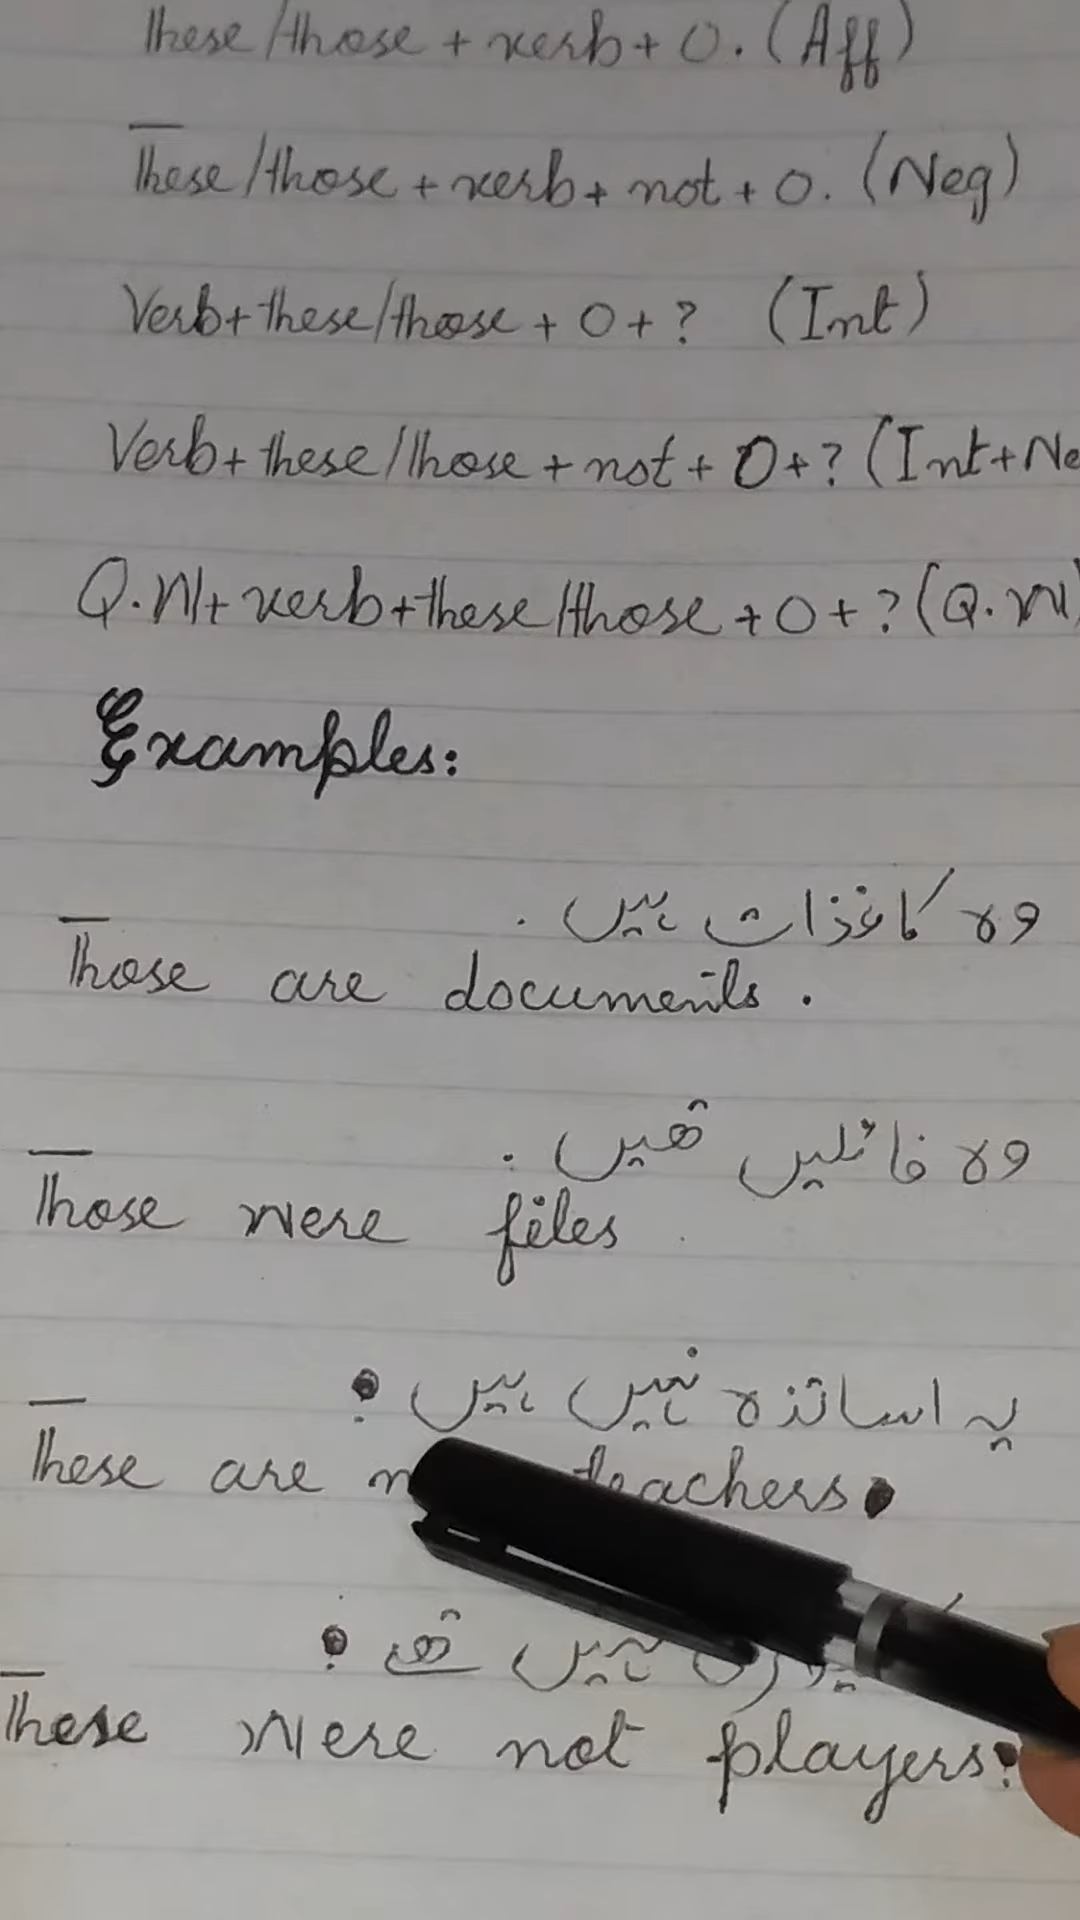 These/those + verb + O. (Aff)
These/those + verb + not + O. (Neg)
Verb + these/those + O + ? (Int)
Verb + these/those + not + O + ? (Int + Ne
Q.W + verb + these/those + O + ? (Q.W)
Examples:
وہ کاغذات ہیں .
Those are documents .
وہ فائلیں تھیں .
Those were files
یہ اساتذہ نہیں ہیں
These are teachers.
نہیں تھے
These were not players